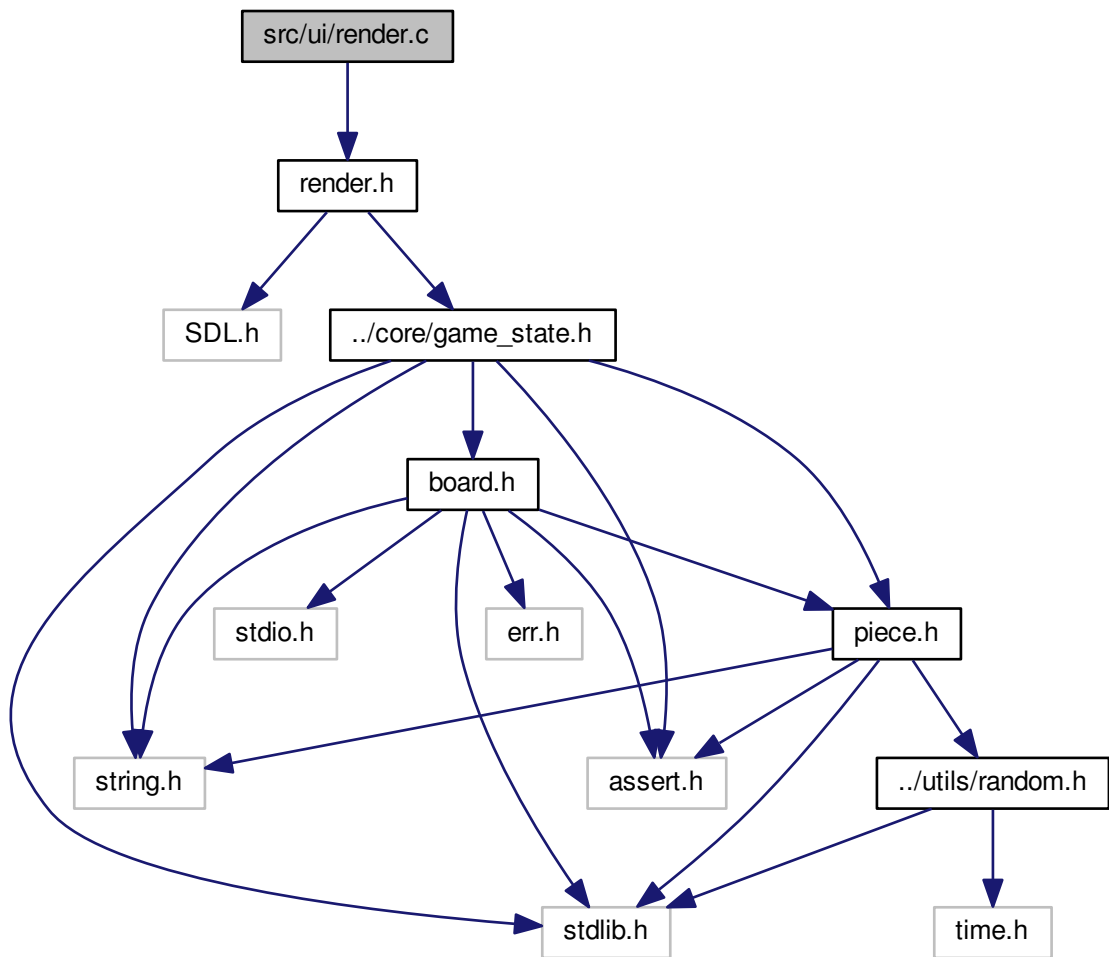 src/ui/render.c
render.h
SDL.h
../core/game_state.h
board.h
stdio.h
err.h
piece.h
string.h
assert.h
../utils/random.h
stdlib.h
time.h